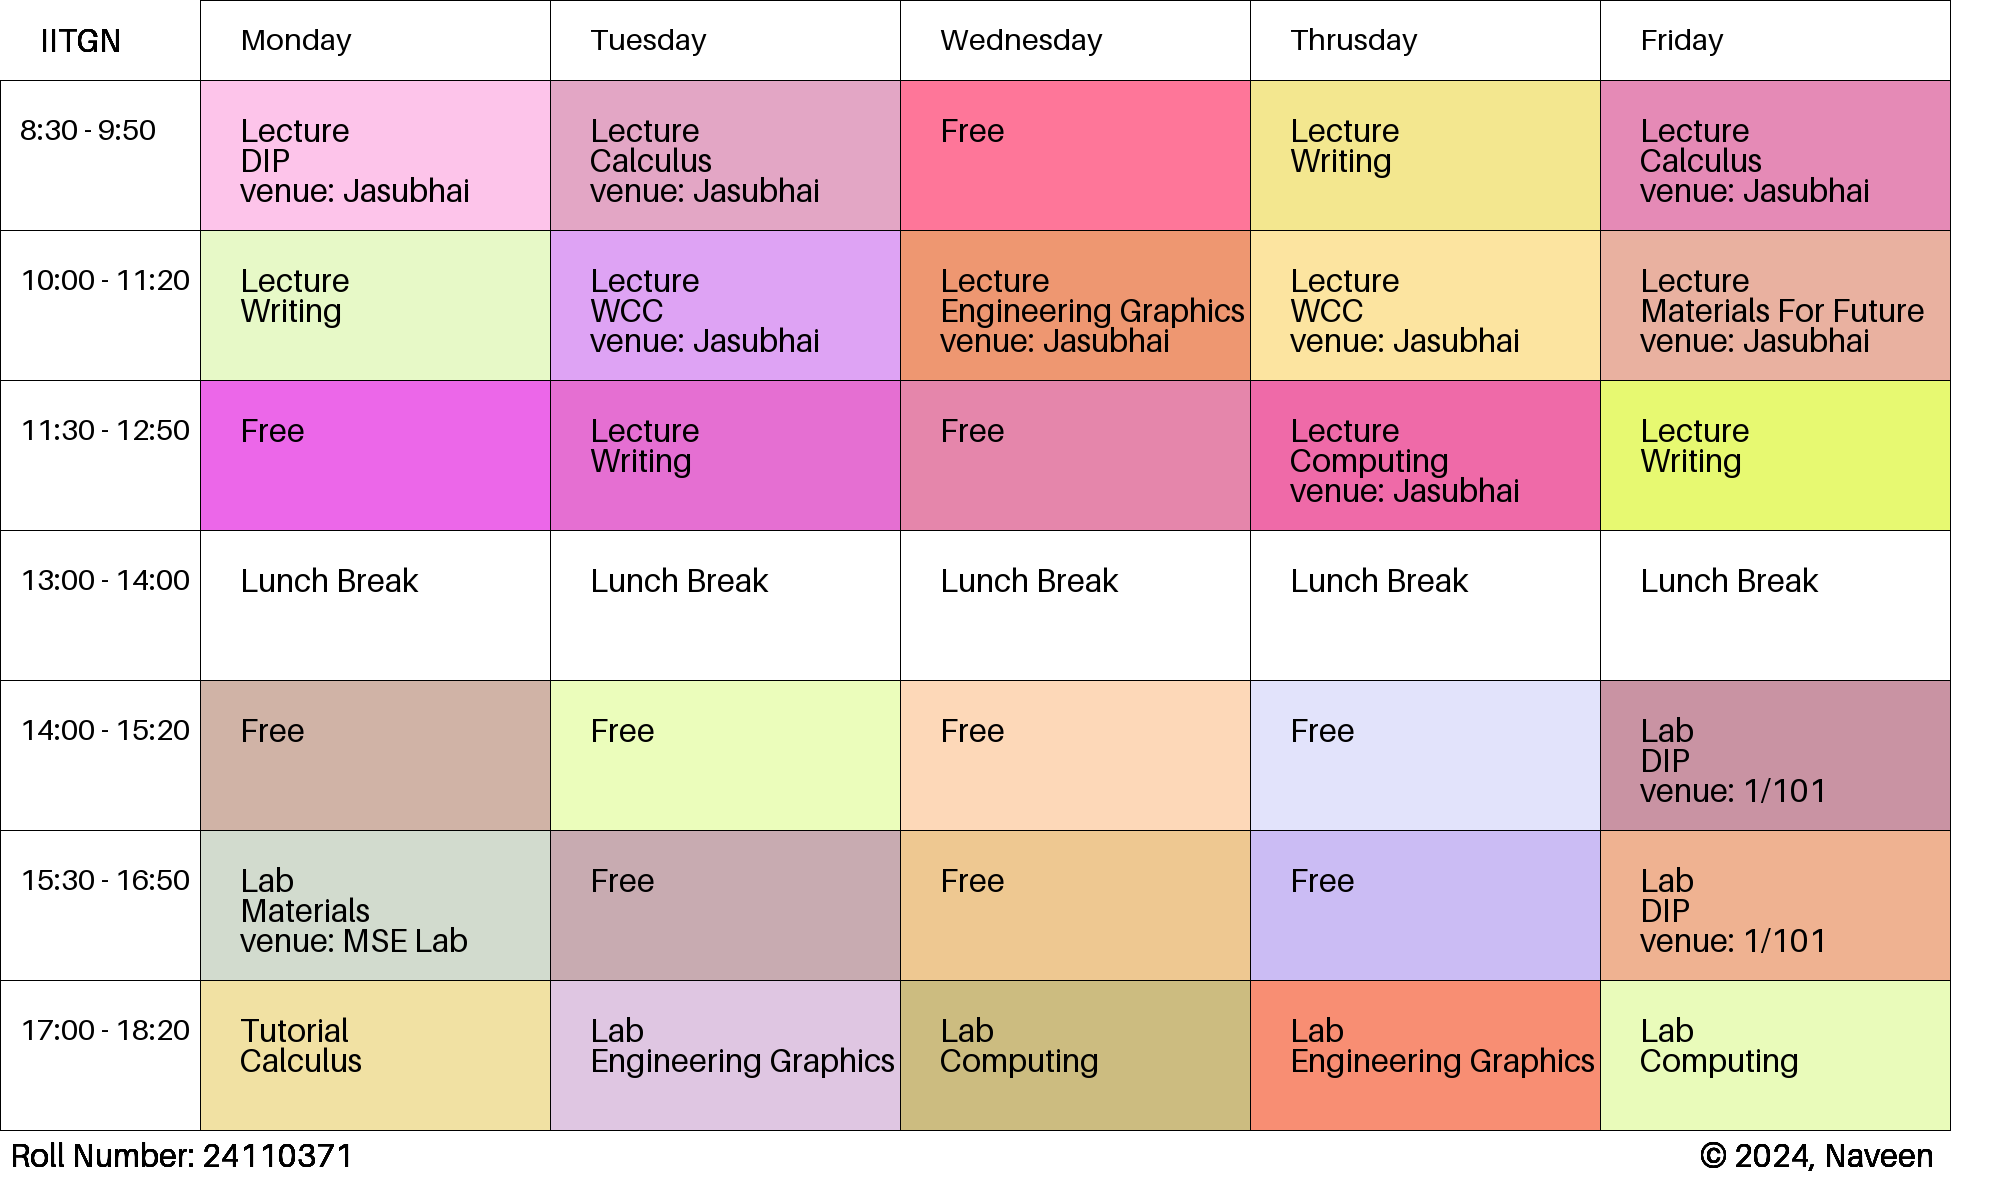 IITGN
Monday
Tuesday
Wednesday
Thrusday
Friday
8:30 - 9:50
Lecture
DIP
venue: Jasubhai
Lecture
Calculus
venue: Jasubhai
Free
Lecture
Writing
Lecture
Calculus
venue: Jasubhai
10:00 - 11:20
Lecture
Writing
Lecture
WCC
venue: Jasubhai
Lecture
Engineering Graphics
venue: Jasubhai
Lecture
WCC
venue: Jasubhai
Lecture
Materials For Future
venue: Jasubhai
11:30 - 12:50
Free
Lecture
Writing
Free
Lecture
Computing
venue: Jasubhai
Lecture
Writing
13:00 - 14:00
Lunch Break
Lunch Break
Lunch Break
Lunch Break
Lunch Break
14:00 - 15:20
Free
Free
Free
Free
Lab
DIP
venue: 1/101
15:30 - 16:50
Lab
Materials
venue: MSE Lab
Free
Free
Free
Lab
DIP
venue: 1/101
17:00 - 18:20
Tutorial
Calculus
Lab
Engineering Graphics
Lab
Computing
Lab
Engineering Graphics
Lab
Computing
Roll Number: 24110371
© 2024, Naveen